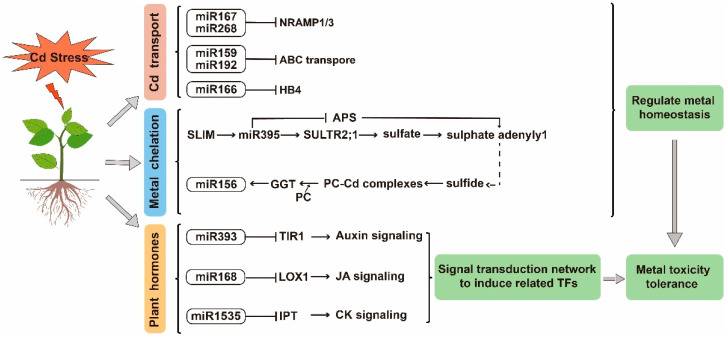 Cd Stress
Cd transport
miR167
miR268
NRAMP1/3
miR159
miR192
ABC transpore
miR166
HB4
Metal chelation
APS
SLIM
miR395
SULTR2;1
sulfate
sulphate adenyly1
miR156
GGT
PC
PC-Cd complexes
sulfide
Plant hormones
miR393
TIR1
Auxin signaling
miR168
LOX1
JA signaling
miR1535
IPT
CK signaling
Signal transduction network
to induce related TFs
Regulate metal
homeostasis
Metal toxicity
tolerance